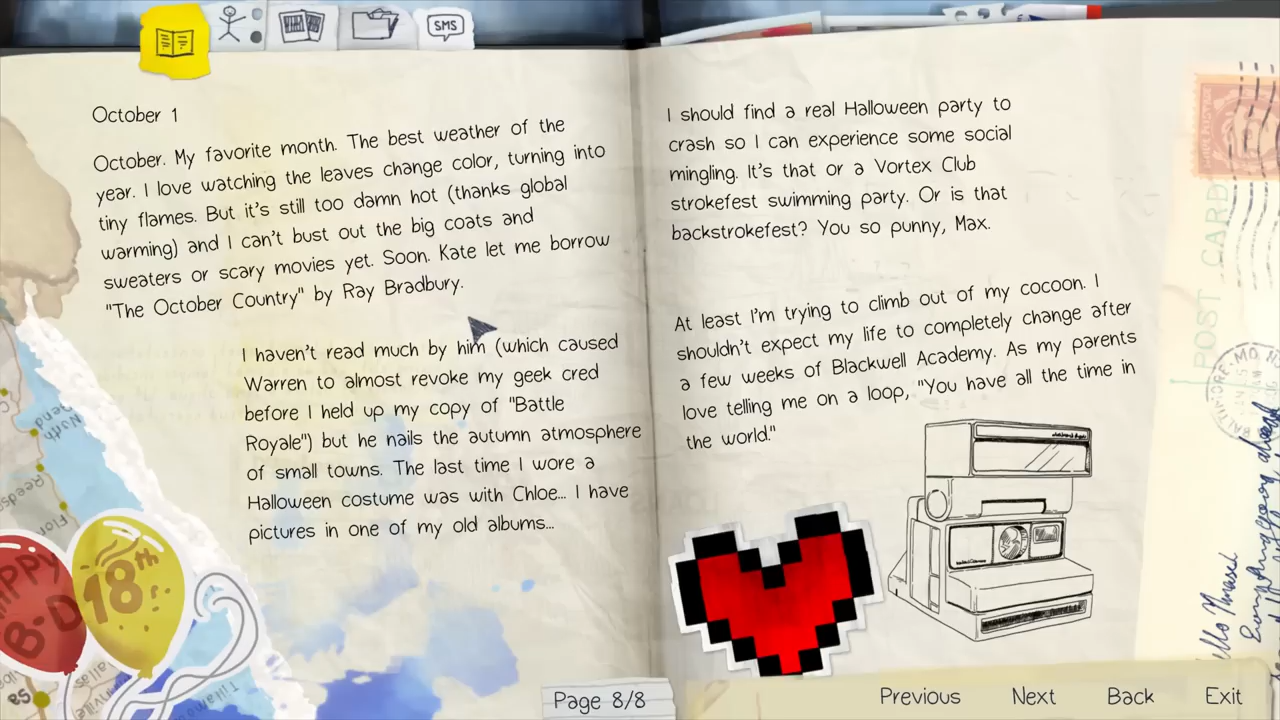 SMS
October 1
October. My favorite month. The best weather of the
year. I love watching the leaves change color, turning into
tiny flames. But it's still too damn hot (thanks global
warming) and I can't bust out the big coats and
sweaters or scary movies yet. Soon. Kate let me borrow
"The October Country" by Ray Bradbury.
I haven't read much by him (which caused
Warren to almost revoke my geek cred
before I held up my copy of "Battle
Royale") but he nails the autumn atmosphere
of small towns. The last time I wore a
Halloween costume was with Chloe... I have
pictures in one of my old albums...
I should find a real Halloween party to
crash so I can experience some social
mingling. It's that or a Vortex Club
strokefest swimming party. Or is that
backstrokefest? You so punny, Max.
At least I'm trying to climb out of my cocoon. I
shouldn't expect my life to completely change after
a few weeks of Blackwell Academy. As my parents
love telling me on a loop, "You have all the time in
the world."
North
Bend
B-D
18th
POST CARD
Page 8/8
Previous
Next
Back
Exit